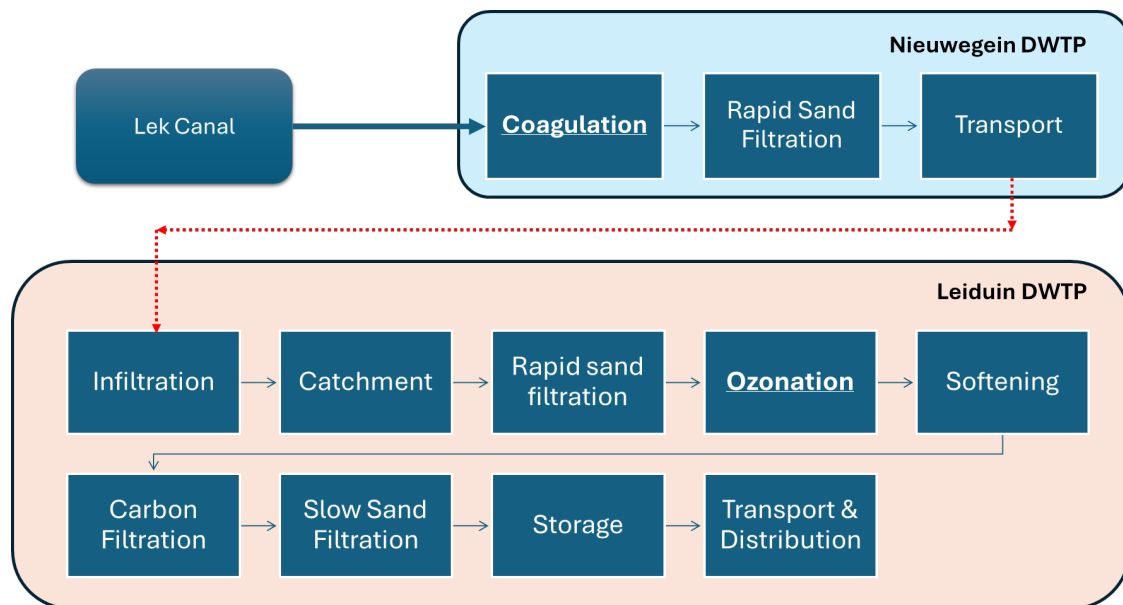 Nieuwegein DWTP
Lek Canal
Coagulation
Rapid Sand
Filtration
Transport
Leiduin DWTP
Infiltration
Catchment
Rapid sand
filtration
Ozonation
Softening
Carbon
Filtration
Slow Sand
Filtration
Storage
Transport &
Distribution